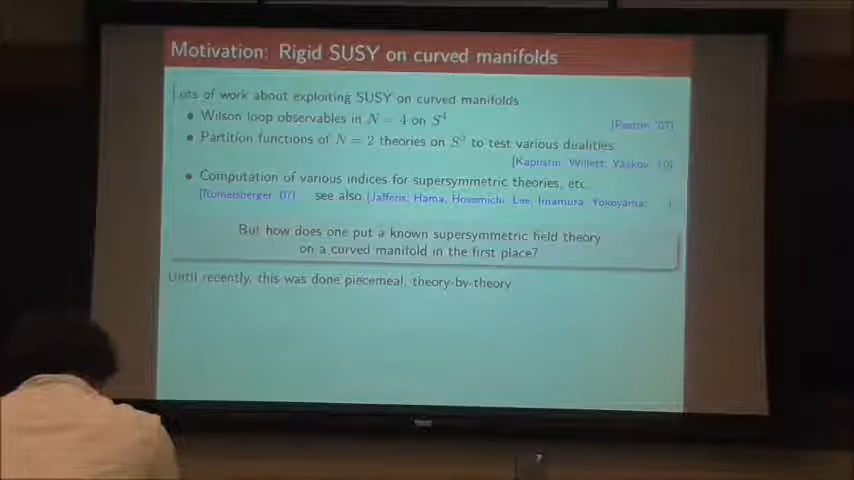 Motivation: Rigid SUSY on curved manifolds
Lots of work about exploiting SUSY on curved manifolds
Wilson loop observables in N = 4 on S⁴
[Pestun '07]
Partition functions of N = 2 theories on S³ to test various dualities
[Kapustin, Willett, Yaakov '10]
Computation of various indices for supersymmetric theories, etc.
[Romelsberger '07] see also [Jafferis; Hama, Hosomichi, Lee; Imamura, Yokoyama;
But how does one put a known supersymmetric field theory
on a curved manifold in the first place?
Until recently, this was done piecemeal, theory-by-theory